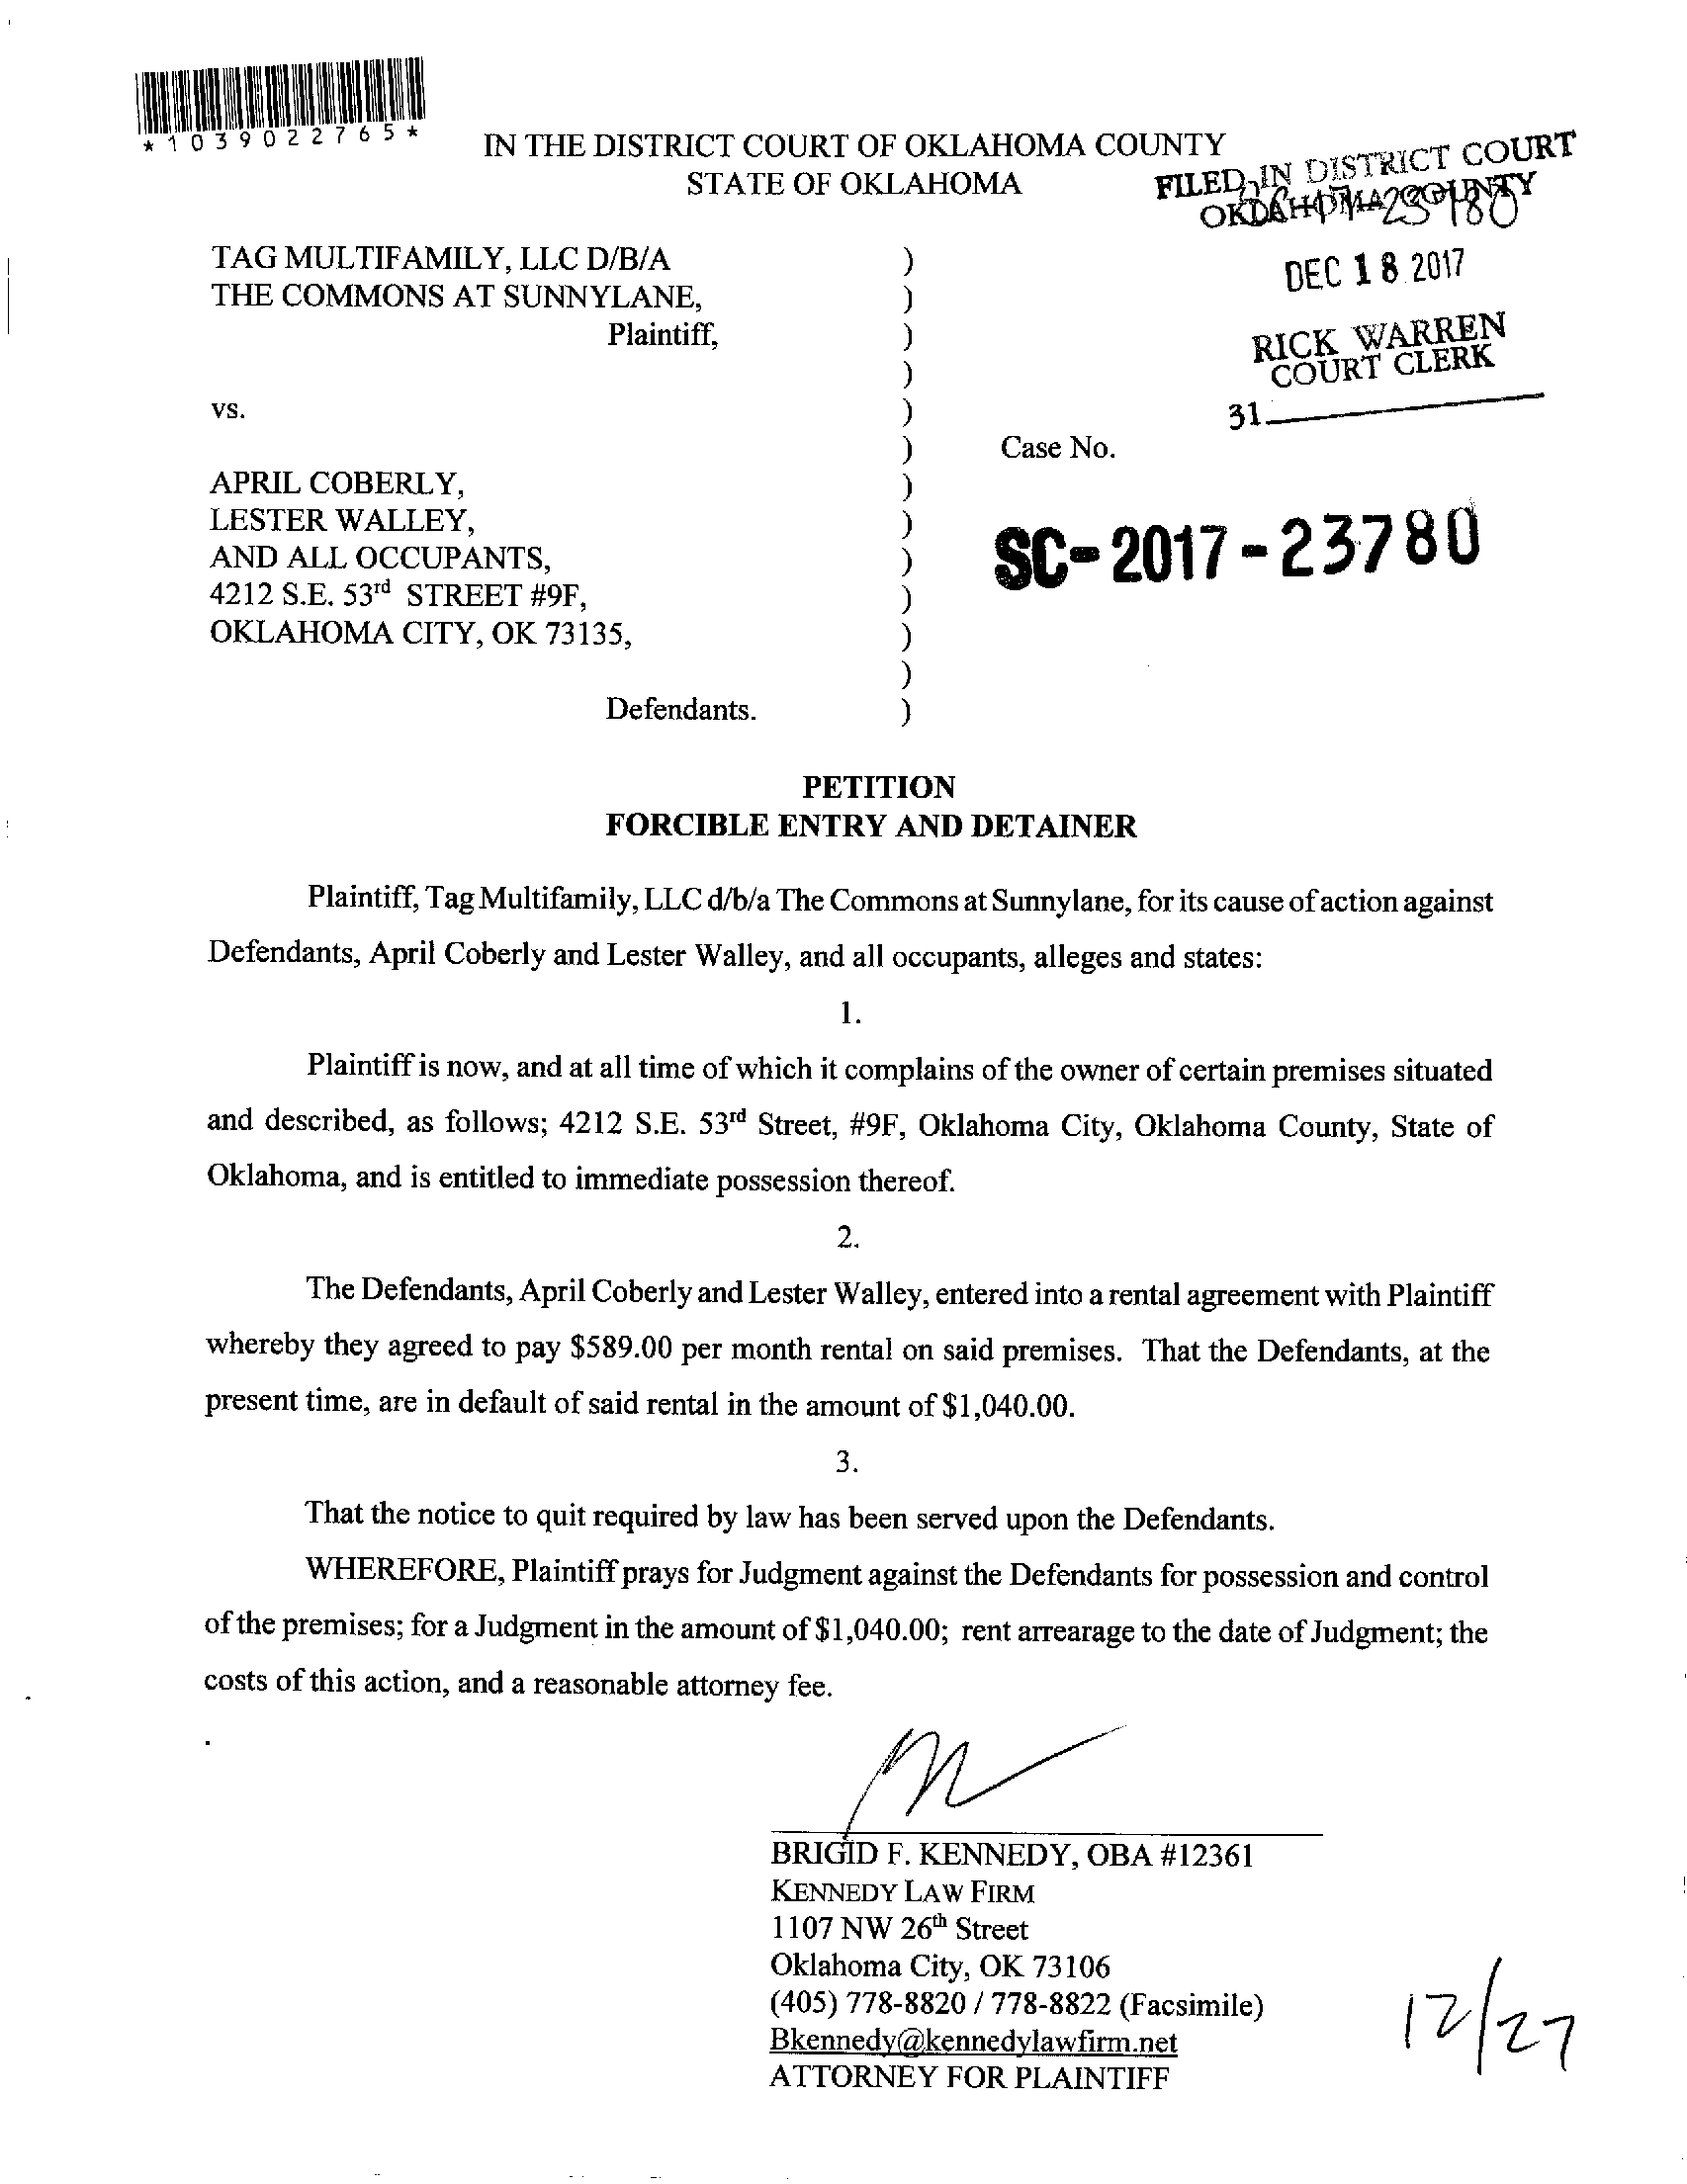 *1039022765*
IN THE DISTRICT COURT OF OKLAHOMA COUNTY
STATE OF OKLAHOMA
FILED IN DISTRICT COURT
OKLAHOMA COUNTY
DEC 18 2017
RICK WARREN
COURT CLERK
31
TAG MULTIFAMILY, LLC D/B/A )
THE COMMONS AT SUNNYLANE, )
Plaintiff, )
)
vs. )
) Case No.
APRIL COBERLY, )
LESTER WALLEY, )
AND ALL OCCUPANTS, ) SC-2017-23780
4212 S.E. 53rd STREET #9F, )
OKLAHOMA CITY, OK 73135, )
)
Defendants. )
PETITION
FORCIBLE ENTRY AND DETAINER
Plaintiff, Tag Multifamily, LLC d/b/a The Commons at Sunnylane, for its cause of action against
Defendants, April Coberly and Lester Walley, and all occupants, alleges and states:
1.
Plaintiff is now, and at all time of which it complains of the owner of certain premises situated
and described, as follows; 4212 S.E. 53rd Street, #9F, Oklahoma City, Oklahoma County, State of
Oklahoma, and is entitled to immediate possession thereof.
2.
The Defendants, April Coberly and Lester Walley, entered into a rental agreement with Plaintiff
whereby they agreed to pay $589.00 per month rental on said premises. That the Defendants, at the
present time, are in default of said rental in the amount of $1,040.00.
3.
That the notice to quit required by law has been served upon the Defendants.
WHEREFORE, Plaintiff prays for Judgment against the Defendants for possession and control
of the premises; for a Judgment in the amount of $1,040.00; rent arrearage to the date of Judgment; the
costs of this action, and a reasonable attorney fee.
BRIGID F. KENNEDY, OBA #12361
KENNEDY LAW FIRM
1107 NW 26th Street
Oklahoma City, OK 73106
(405) 778-8820 / 778-8822 (Facsimile)
Bkennedy@kennedylawfirm.net
ATTORNEY FOR PLAINTIFF
12/27